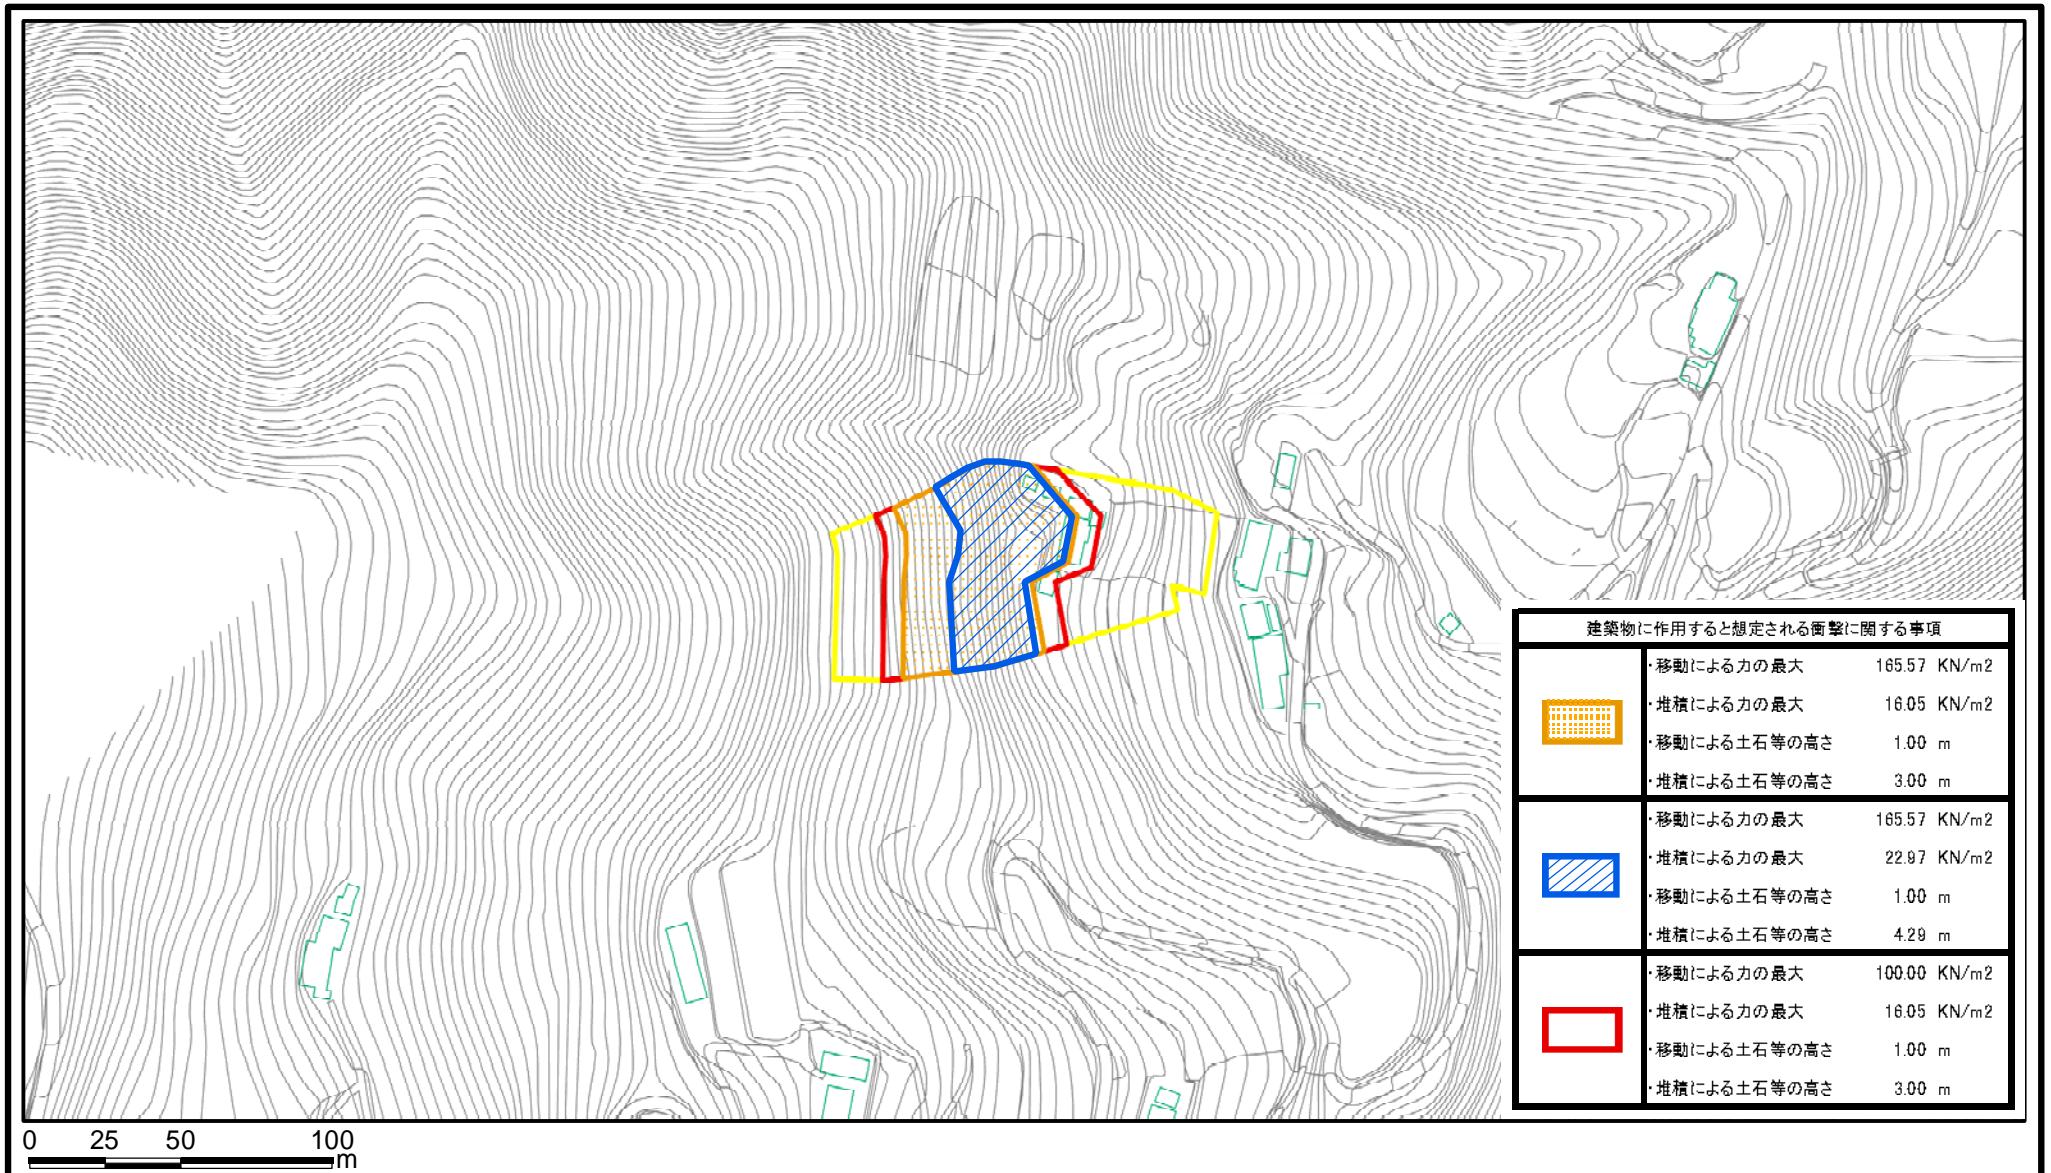 建築物に作用すると想定される衝撃に関する事項
・移動による力の最大 165.57 KN/m2
・堆積による力の最大 16.05 KN/m2
・移動による土石等の高さ 1.00 m
・堆積による土石等の高さ 3.00 m
・移動による力の最大 165.57 KN/m2
・堆積による力の最大 22.97 KN/m2
・移動による土石等の高さ 1.00 m
・堆積による土石等の高さ 4.29 m
・移動による力の最大 100.00 KN/m2
・堆積による力の最大 16.05 KN/m2
・移動による土石等の高さ 1.00 m
・堆積による土石等の高さ 3.00 m
0 25 50 100
m